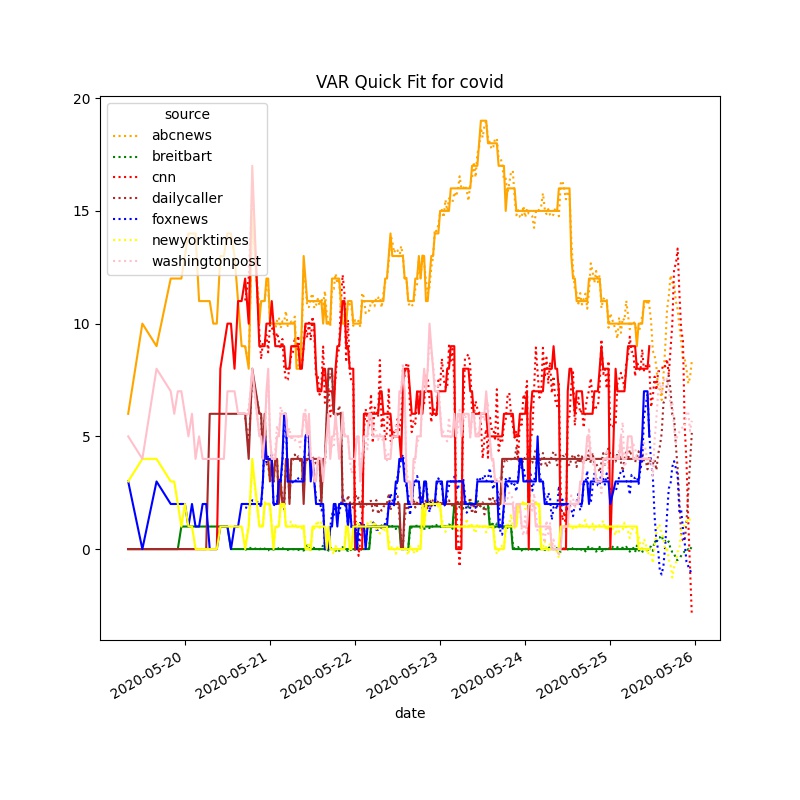 VAR Quick Fit for covid
20
15
10
5
0
source
abcnews
breitbart
cnn
dailycaller
foxnews
newyorktimes
washingtonpost
2020-05-20
2020-05-21
2020-05-22
2020-05-23
2020-05-24
2020-05-25
2020-05-26
date